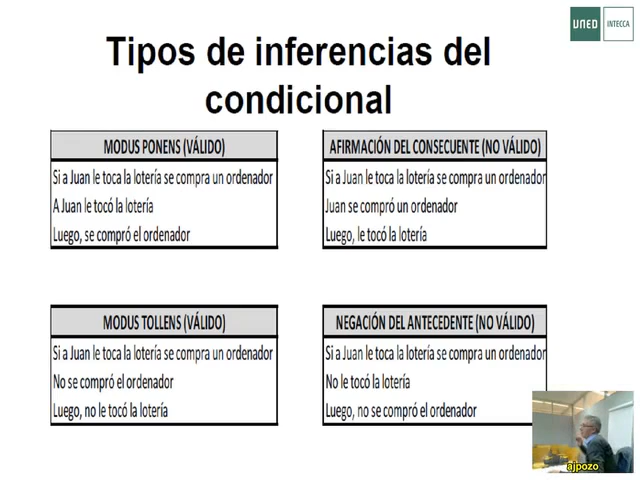 UNED
INTECCA
Tipos de inferencias del
condicional
MODUS PONENS (VÁLIDO)
Si a Juan le toca la lotería se compra un ordenador
A Juan le tocó la lotería
Luego, se compró el ordenador
AFIRMACIÓN DEL CONSECUENTE (NO VÁLIDO)
Si a Juan le toca la lotería se compra un ordenador
Juan se compró un ordenador
Luego, le tocó la lotería
MODUS TOLLENS (VÁLIDO)
Si a Juan le toca la lotería se compra un ordenador
No se compró el ordenador
Luego, no le tocó la lotería
NEGACIÓN DEL ANTECEDENTE (NO VÁLIDO)
Si a Juan le toca la lotería se compra un ordenador
No le tocó la lotería
Luego, no se compró el ordenador
ajpozo